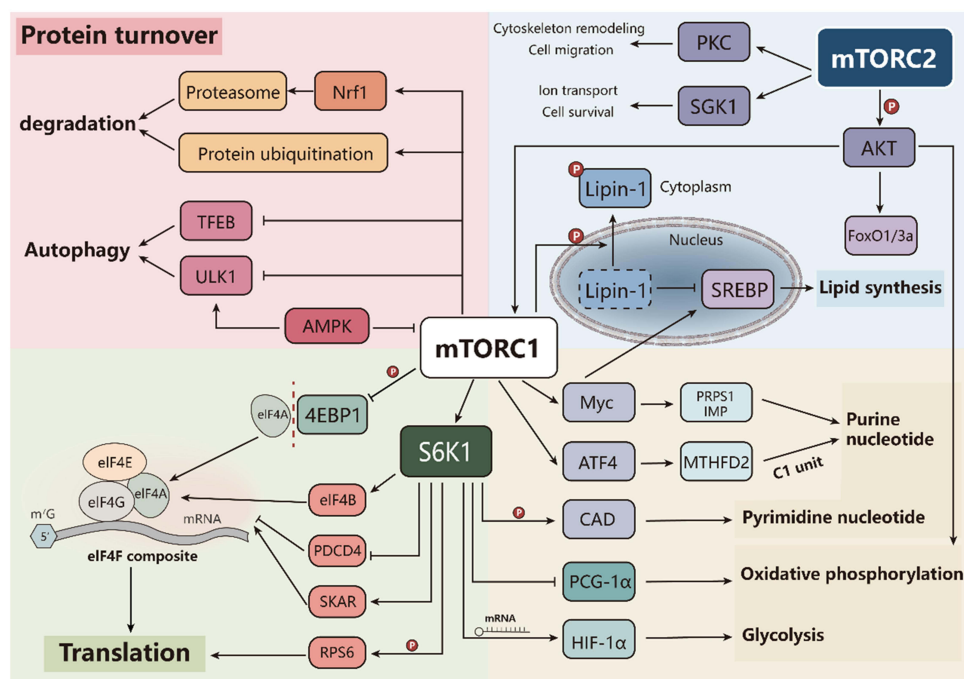 Protein turnover
Proteasome
Nrf1
degradation
Protein ubiquitination
TFEB
Autophagy
ULK1
AMPK
mTORC1
Cytoskeleton remodeling
Cell migration
PKC
mTORC2
Ion transport
Cell survival
SGK1
P
AKT
P
Lipin-1
Cytoplasm
P
Nucleus
FoxO1/3a
Lipin-1
SREBP
Lipid synthesis
P
eIF4A
4EBP1
S6K1
eIF4E
eIF4G
eIF4A
m⁷G
5'
mRNA
eIF4F composite
Translation
eIF4B
PDCD4
SKAR
RPS6
P
Myc
PRPS1
IMP
Purine
nucleotide
ATF4
MTHFD2
C1 unit
P
CAD
Pyrimidine nucleotide
PCG-1α
Oxidative phosphorylation
mRNA
HIF-1α
Glycolysis